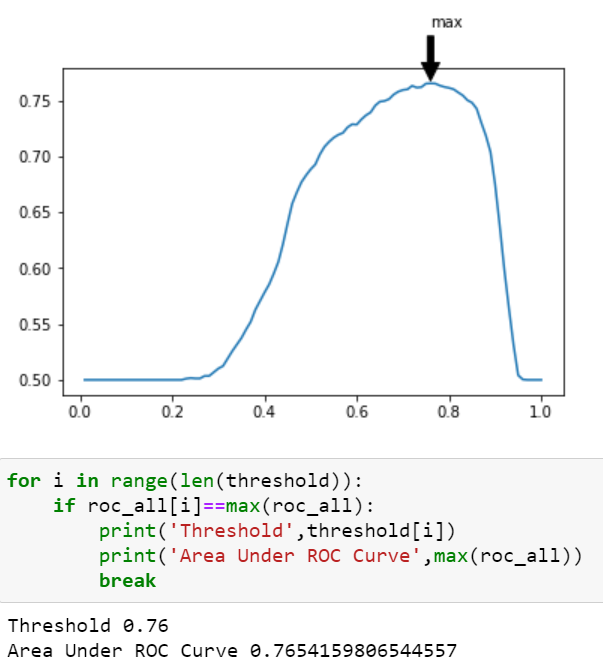 max
0.75
0.70
0.65
0.60
0.55
0.50
0.0 0.2 0.4 0.6 0.8 1.0
for i in range(len(threshold)):
    if roc_all[i]==max(roc_all):
        print('Threshold',threshold[i])
        print('Area Under ROC Curve',max(roc_all))
        break
Threshold 0.76
Area Under ROC Curve 0.7654159806544557